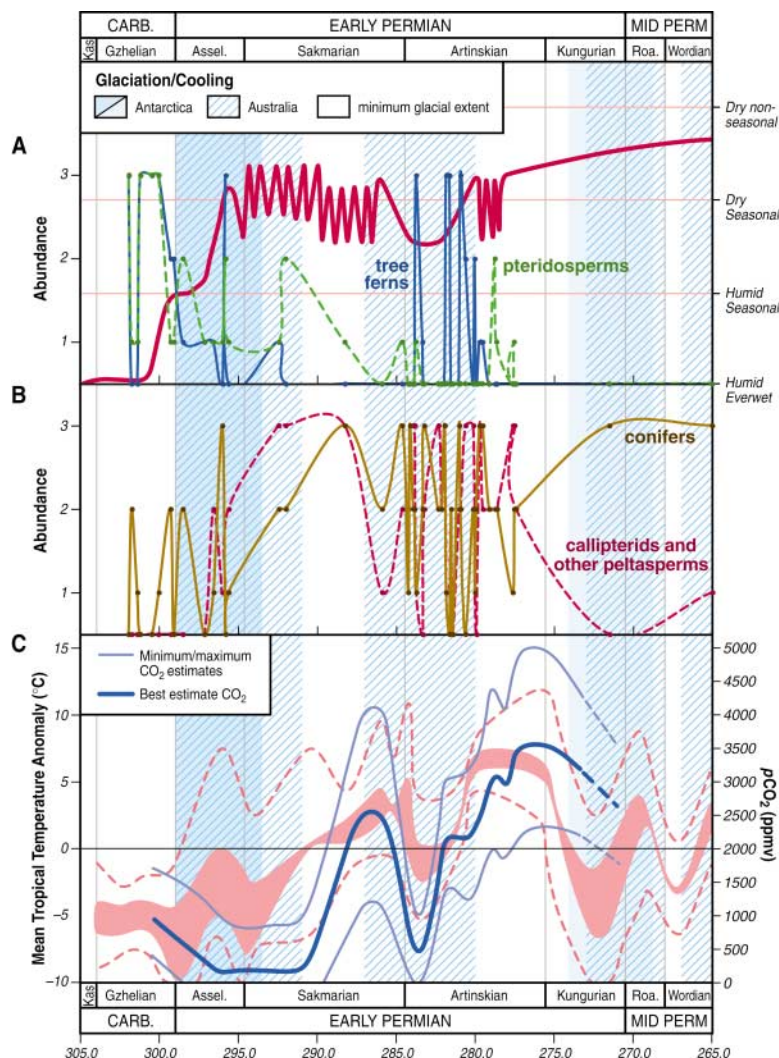 CARB. EARLY PERMIAN MID PERM
Kas Gzhelian Assel. Sakmarian Artinskian Kungurian Roa. Wordian
Glaciation/Cooling
Antarctica Australia minimum glacial extent
Dry non-
seasonal
A
3
Dry
Seasonal
Abundance
2
tree
ferns
pteridosperms
Humid
Seasonal
1
Humid
Everwet
B
3
conifers
Abundance
2
callipterids and
other peltasperms
1
C
15
5000
Minimum/maximum
CO2 estimates
Best estimate CO2
4500
10
4000
3500
5
3000
2500
0
2000
1500
−5
1000
500
−10
0
Mean Tropical Temperature Anomaly (°C)
pCO2 (ppmv)
Kas Gzhelian Assel. Sakmarian Artinskian Kungurian Roa. Wordian
CARB. EARLY PERMIAN MID PERM
305.0 300.0 295.0 290.0 285.0 280.0 275.0 270.0 265.0